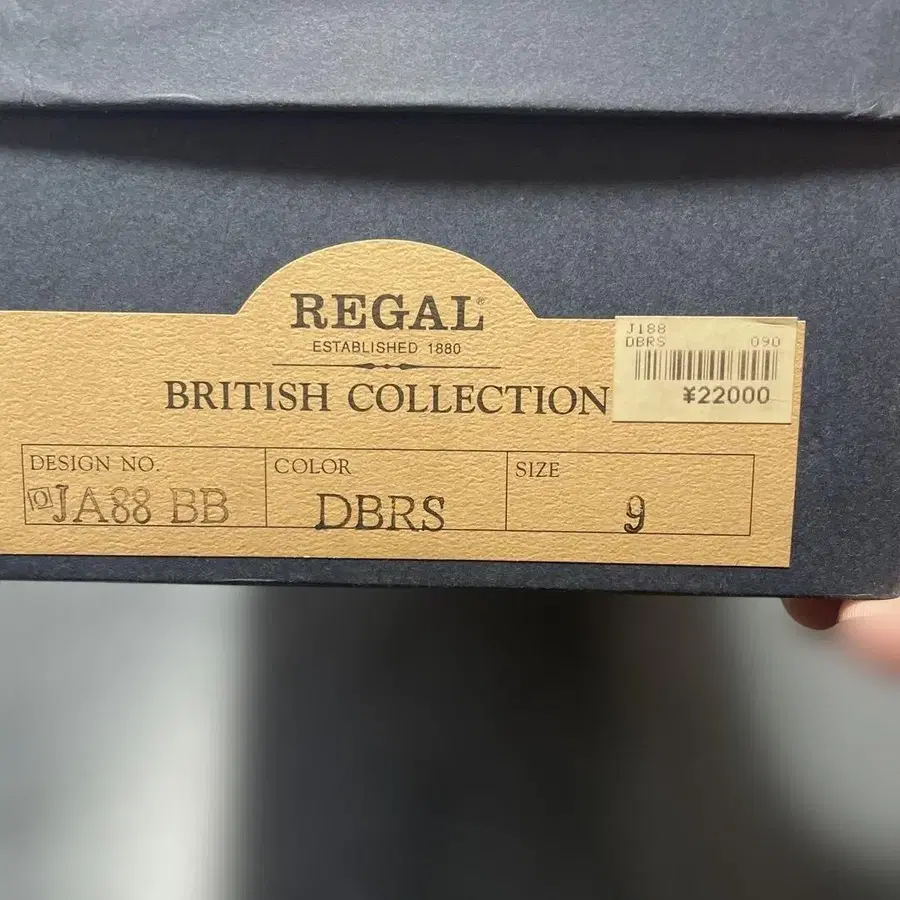 REGAL®
ESTABLISHED 1880
BRITISH COLLECTION
J188
DBRS 090
¥22000
DESIGN NO. COLOR SIZE
JA88 BB DBRS 9